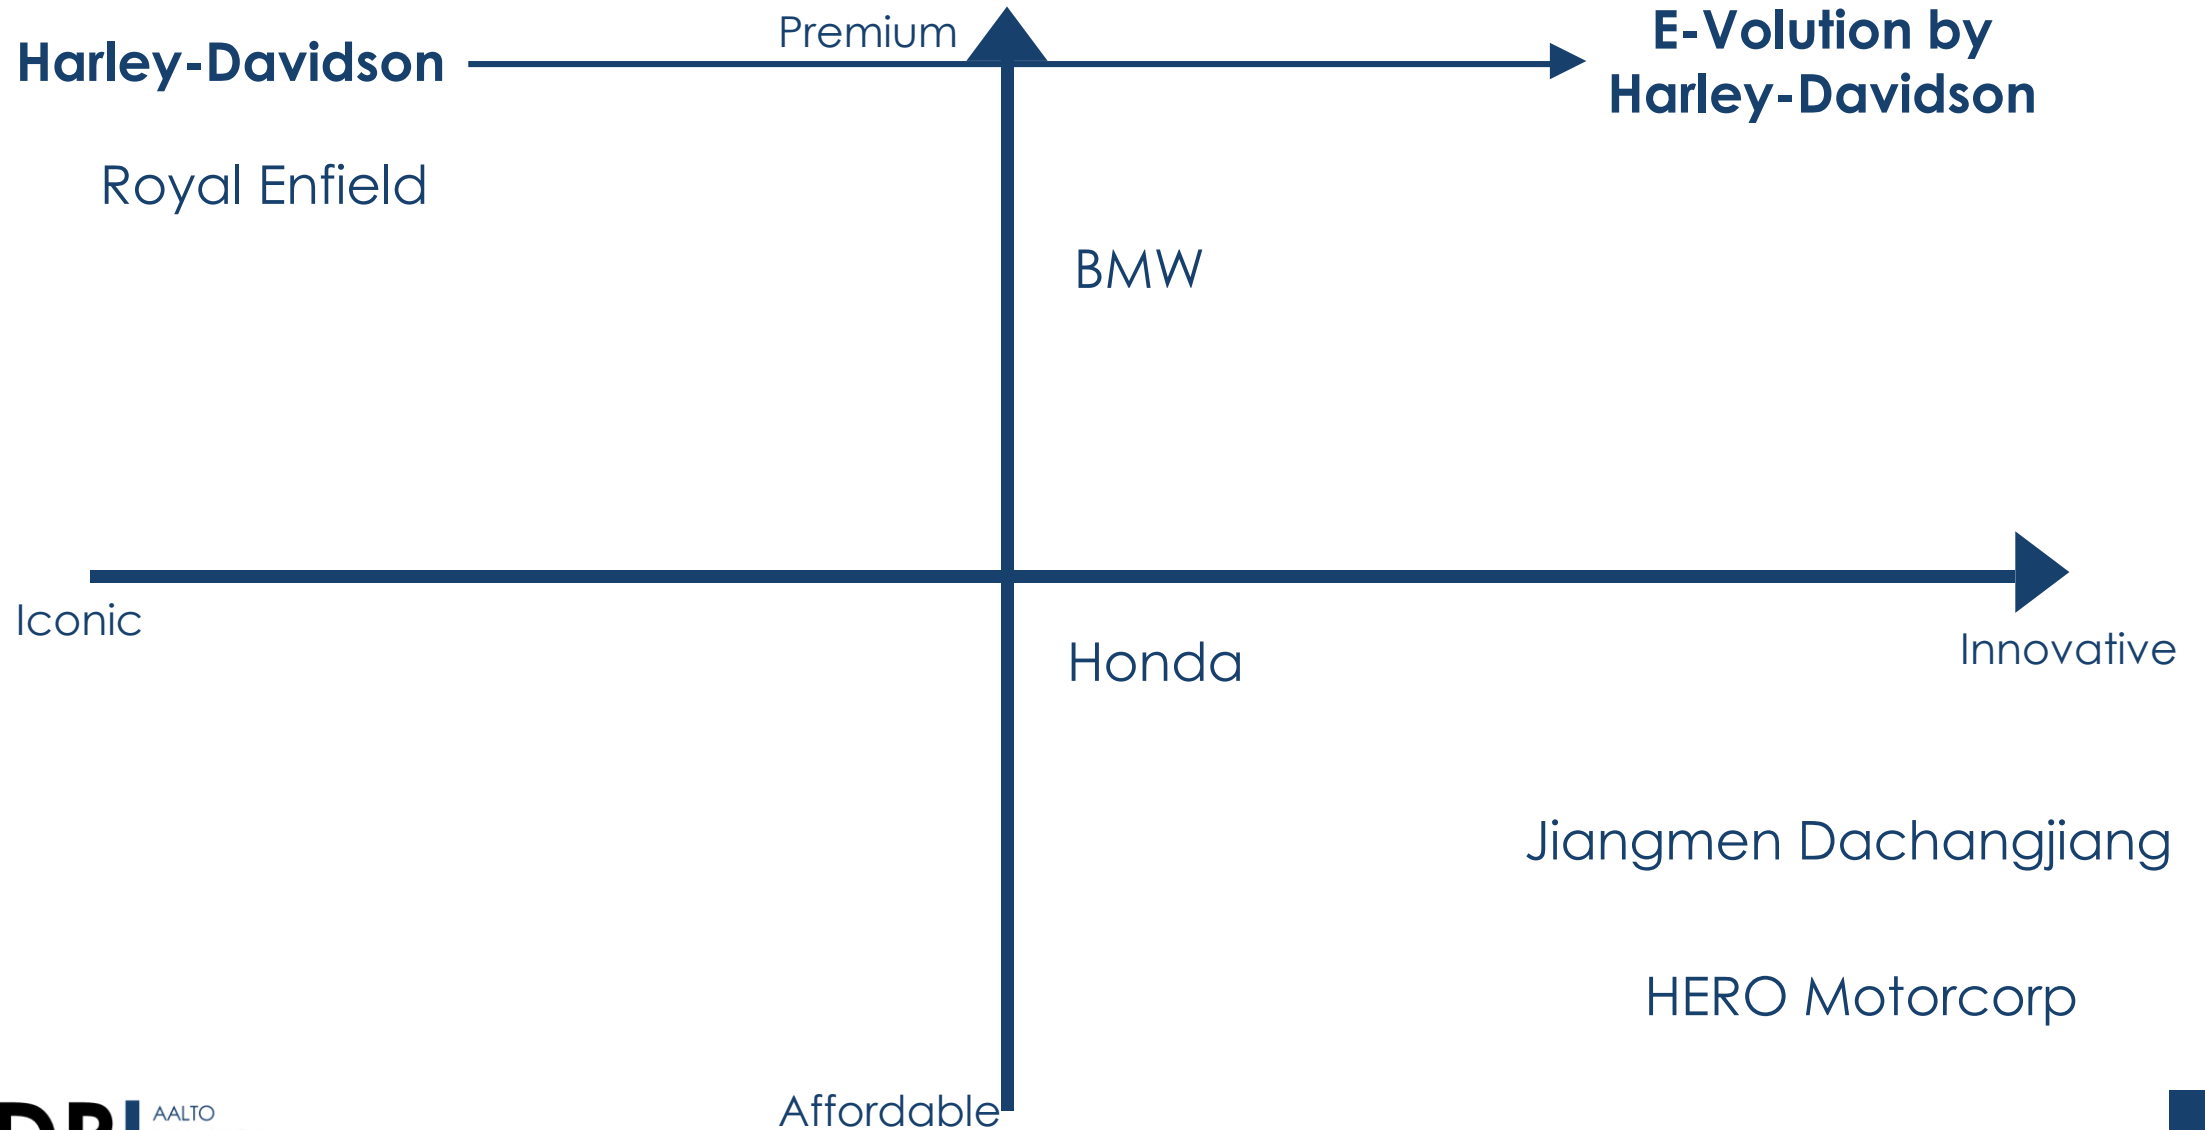 Premium
Harley-Davidson
E-Volution by
Harley-Davidson
Royal Enfield
BMW
Iconic
Innovative
Honda
Jiangmen Dachangjiang
HERO Motorcorp
Affordable
AALTO